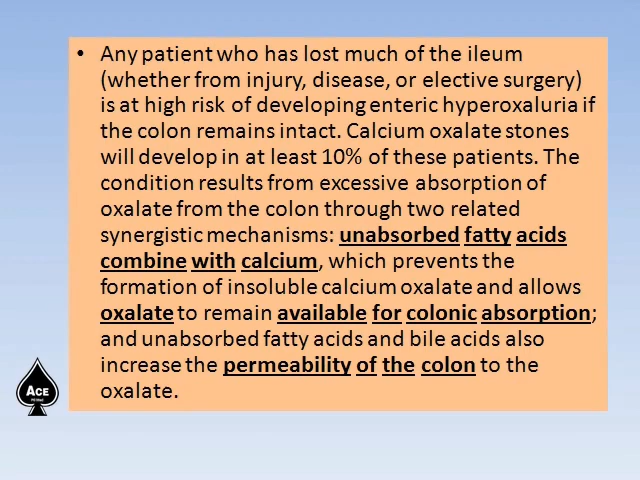 • Any patient who has lost much of the ileum
(whether from injury, disease, or elective surgery)
is at high risk of developing enteric hyperoxaluria if
the colon remains intact. Calcium oxalate stones
will develop in at least 10% of these patients. The
condition results from excessive absorption of
oxalate from the colon through two related
synergistic mechanisms: unabsorbed fatty acids
combine with calcium, which prevents the
formation of insoluble calcium oxalate and allows
oxalate to remain available for colonic absorption;
and unabsorbed fatty acids and bile acids also
increase the permeability of the colon to the
oxalate.
ACE